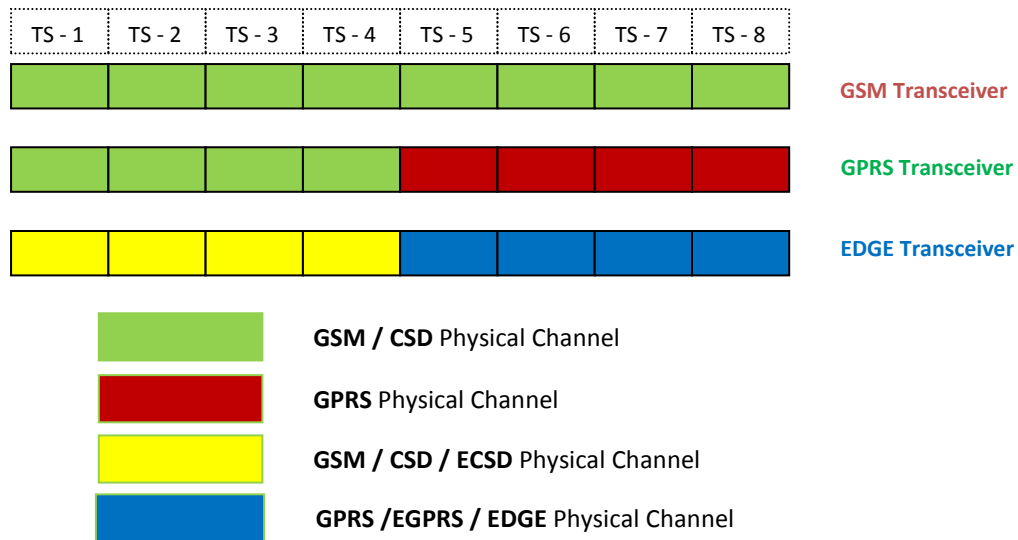 TS - 1 TS - 2 TS - 3 TS - 4 TS - 5 TS - 6 TS - 7 TS - 8
GSM Transceiver
GPRS Transceiver
EDGE Transceiver
GSM / CSD Physical Channel
GPRS Physical Channel
GSM / CSD / ECSD Physical Channel
GPRS /EGPRS / EDGE Physical Channel